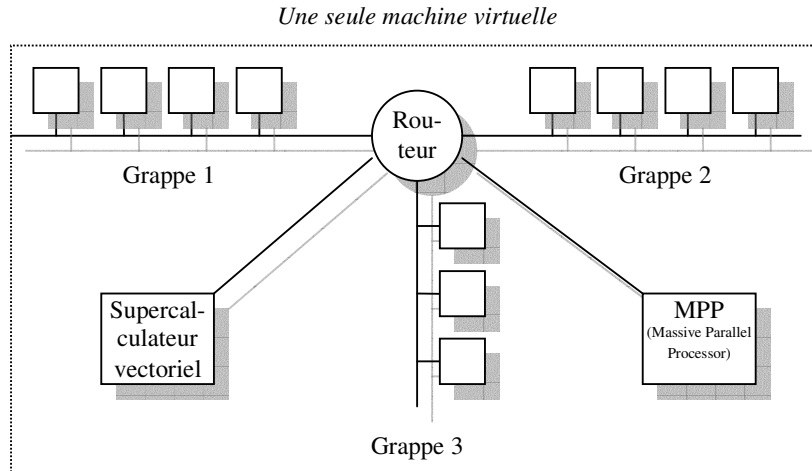 Une seule machine virtuelle
Rou-
teur
Grappe 1
Grappe 2
Supercal-
culateur
vectoriel
MPP
(Massive Parallel
Processor)
Grappe 3